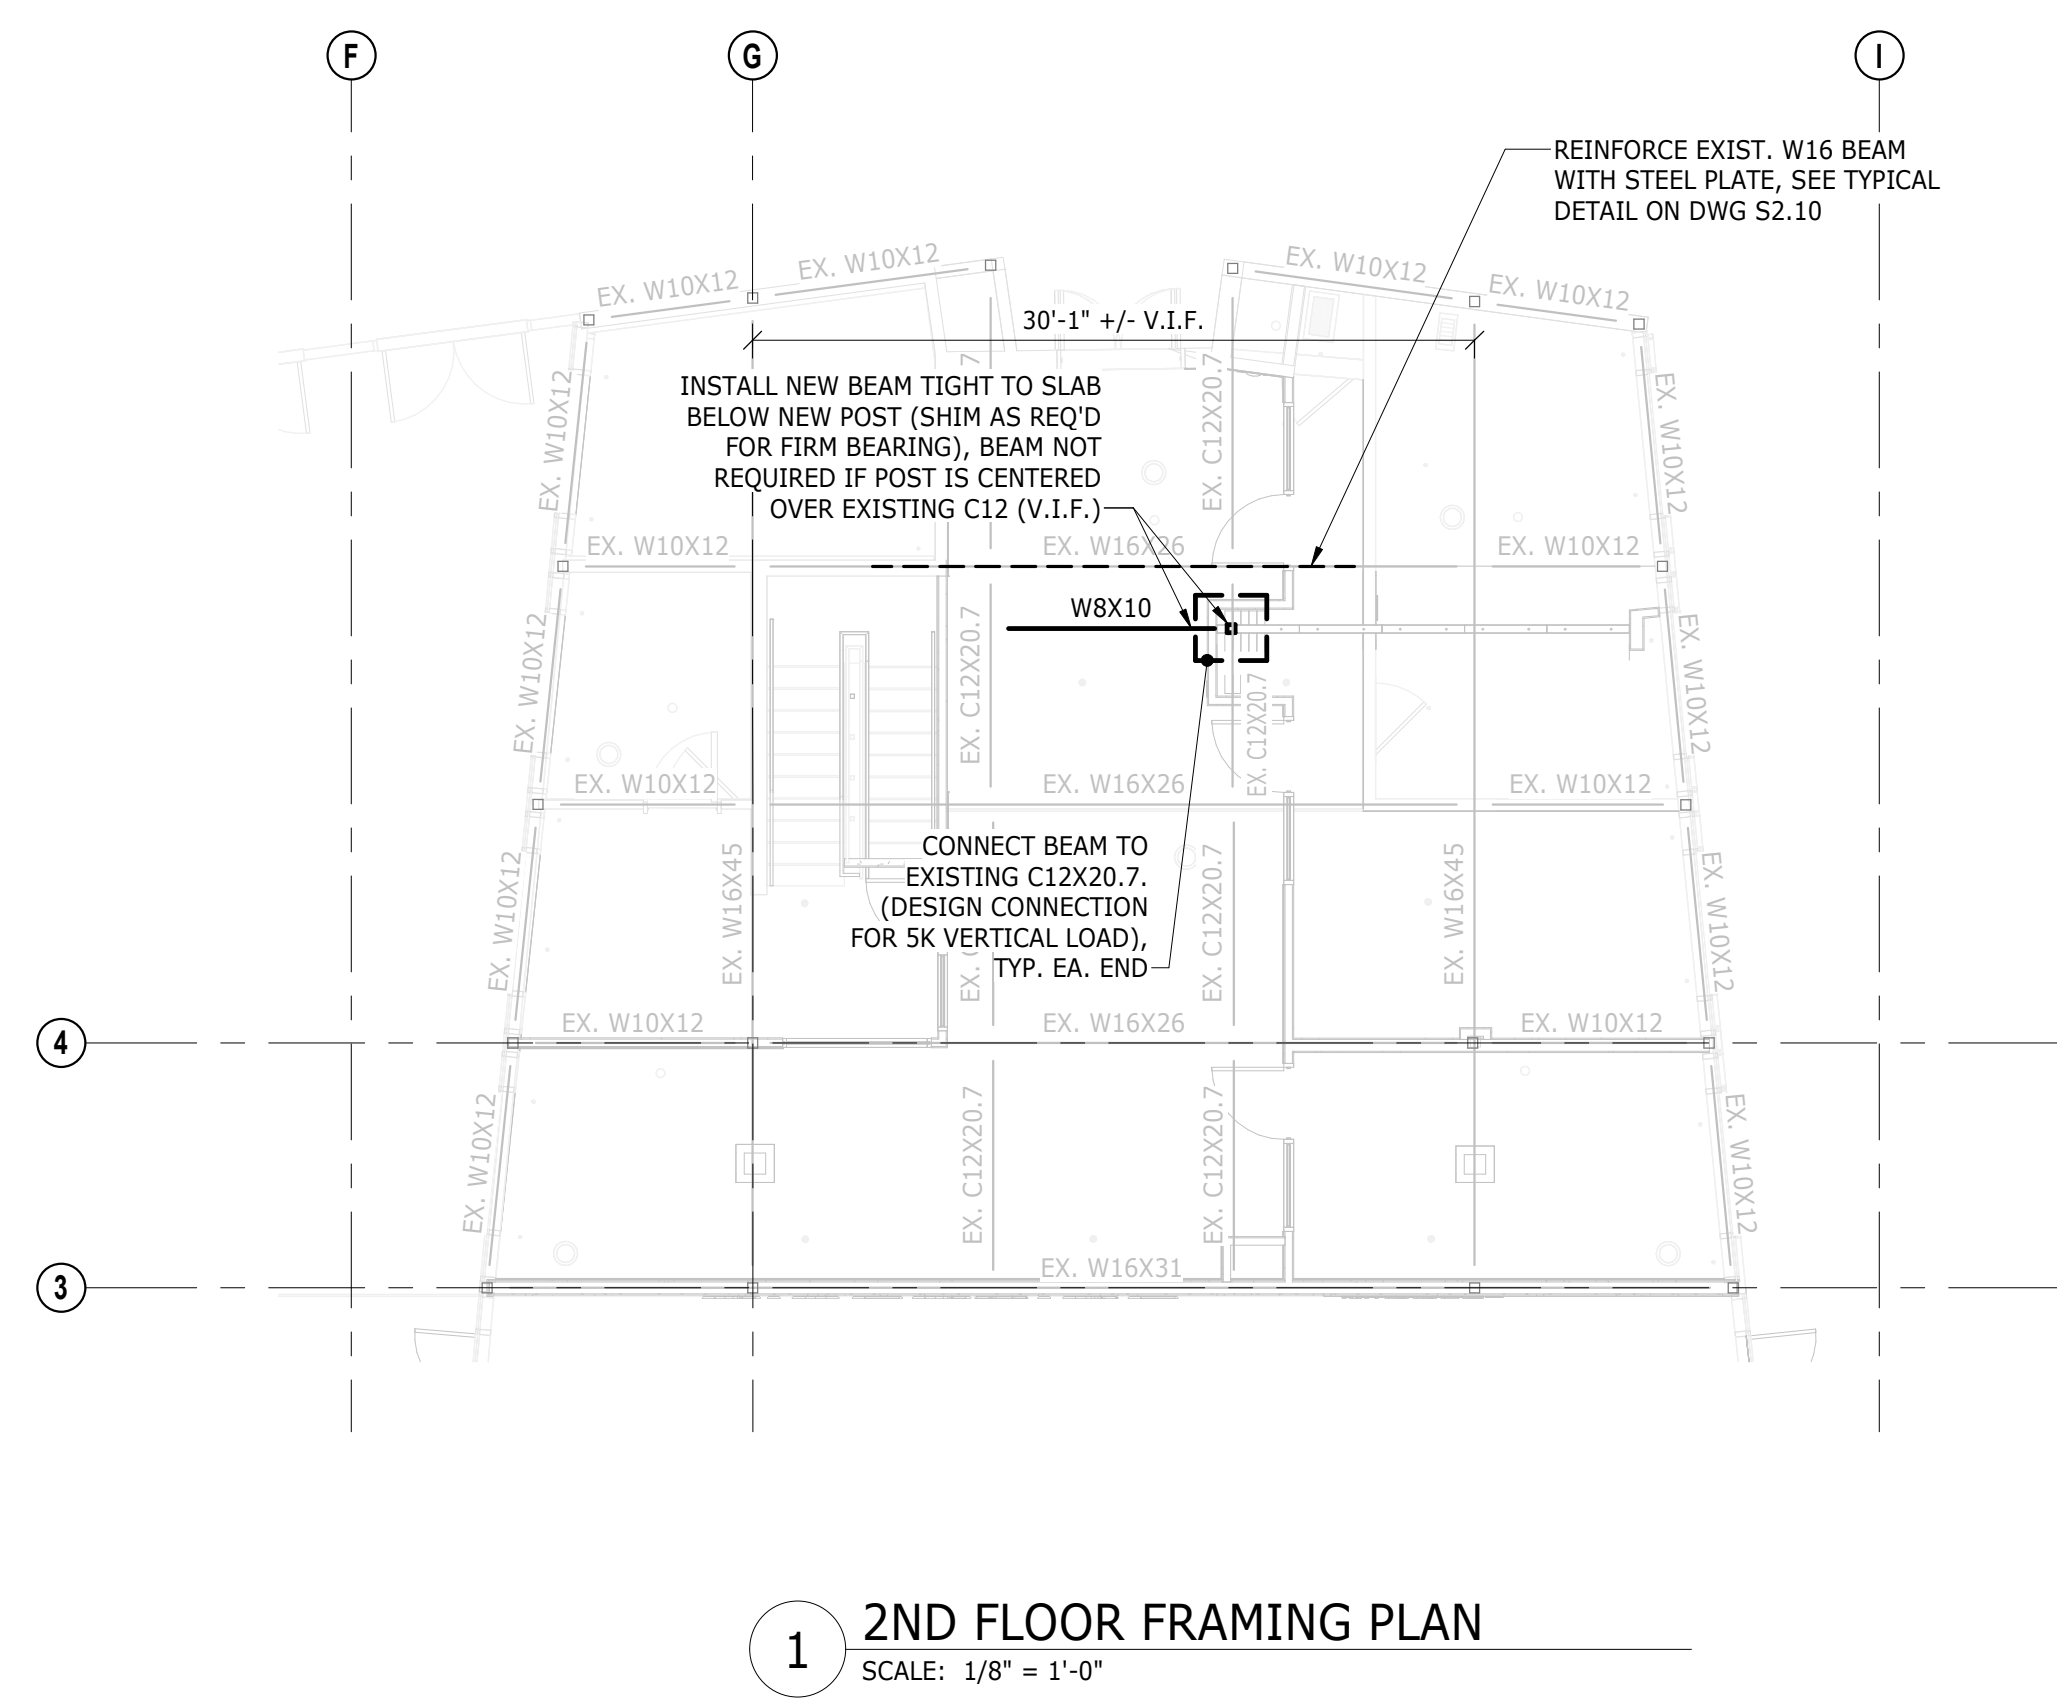 F
G
I
REINFORCE EXIST. W16 BEAM
WITH STEEL PLATE, SEE TYPICAL
DETAIL ON DWG S2.10
EX. W10X12
EX. W10X12
EX. W10X12
EX. W10X12
30'-1" +/- V.I.F.
INSTALL NEW BEAM TIGHT TO SLAB
BELOW NEW POST (SHIM AS REQ'D
FOR FIRM BEARING), BEAM NOT
REQUIRED IF POST IS CENTERED
OVER EXISTING C12 (V.I.F.)
7
EX. C12X20.7
EX. W10X12
EX. W10X12
EX. W10X12
EX. W16X26
EX. W10X12
W8X10
EX. W10X12
EX. C12X20.7
EX. C12X20.7
EX. W10X12
EX. W10X12
EX. W16X26
EX. W10X12
CONNECT BEAM TO
EXISTING C12X20.7.
(DESIGN CONNECTION
FOR 5K VERTICAL LOAD),
TYP. EA. END
EX. W10X12
EX. W16X45
EX. C
EX. C12X20.7
EX. W16X45
EX. W10X12
4
EX. W10X12
EX. W16X26
EX. W10X12
EX. W10X12
EX. C12X20.7
EX. C12X20.7
EX. W10X12
3
EX. W16X31
1
2ND FLOOR FRAMING PLAN
SCALE: 1/8" = 1'-0"